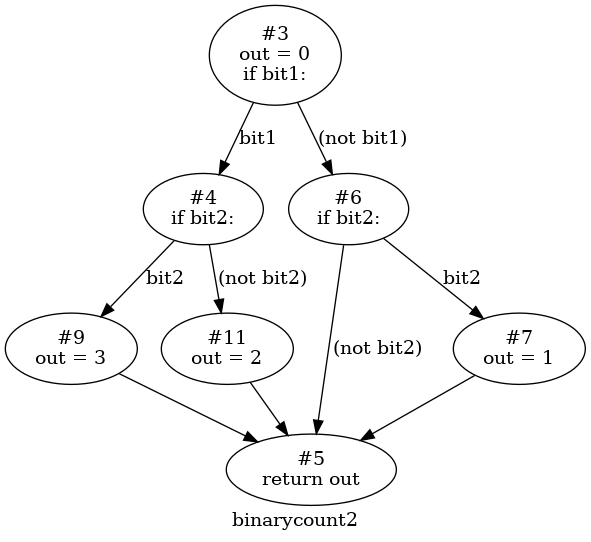 #3
out = 0
if bit1:
bit1
(not bit1)
#4
if bit2:
#6
if bit2:
bit2
(not bit2)
bit2
#9
out = 3
#11
out = 2
(not bit2)
#7
out = 1
#5
return out
binarycount2